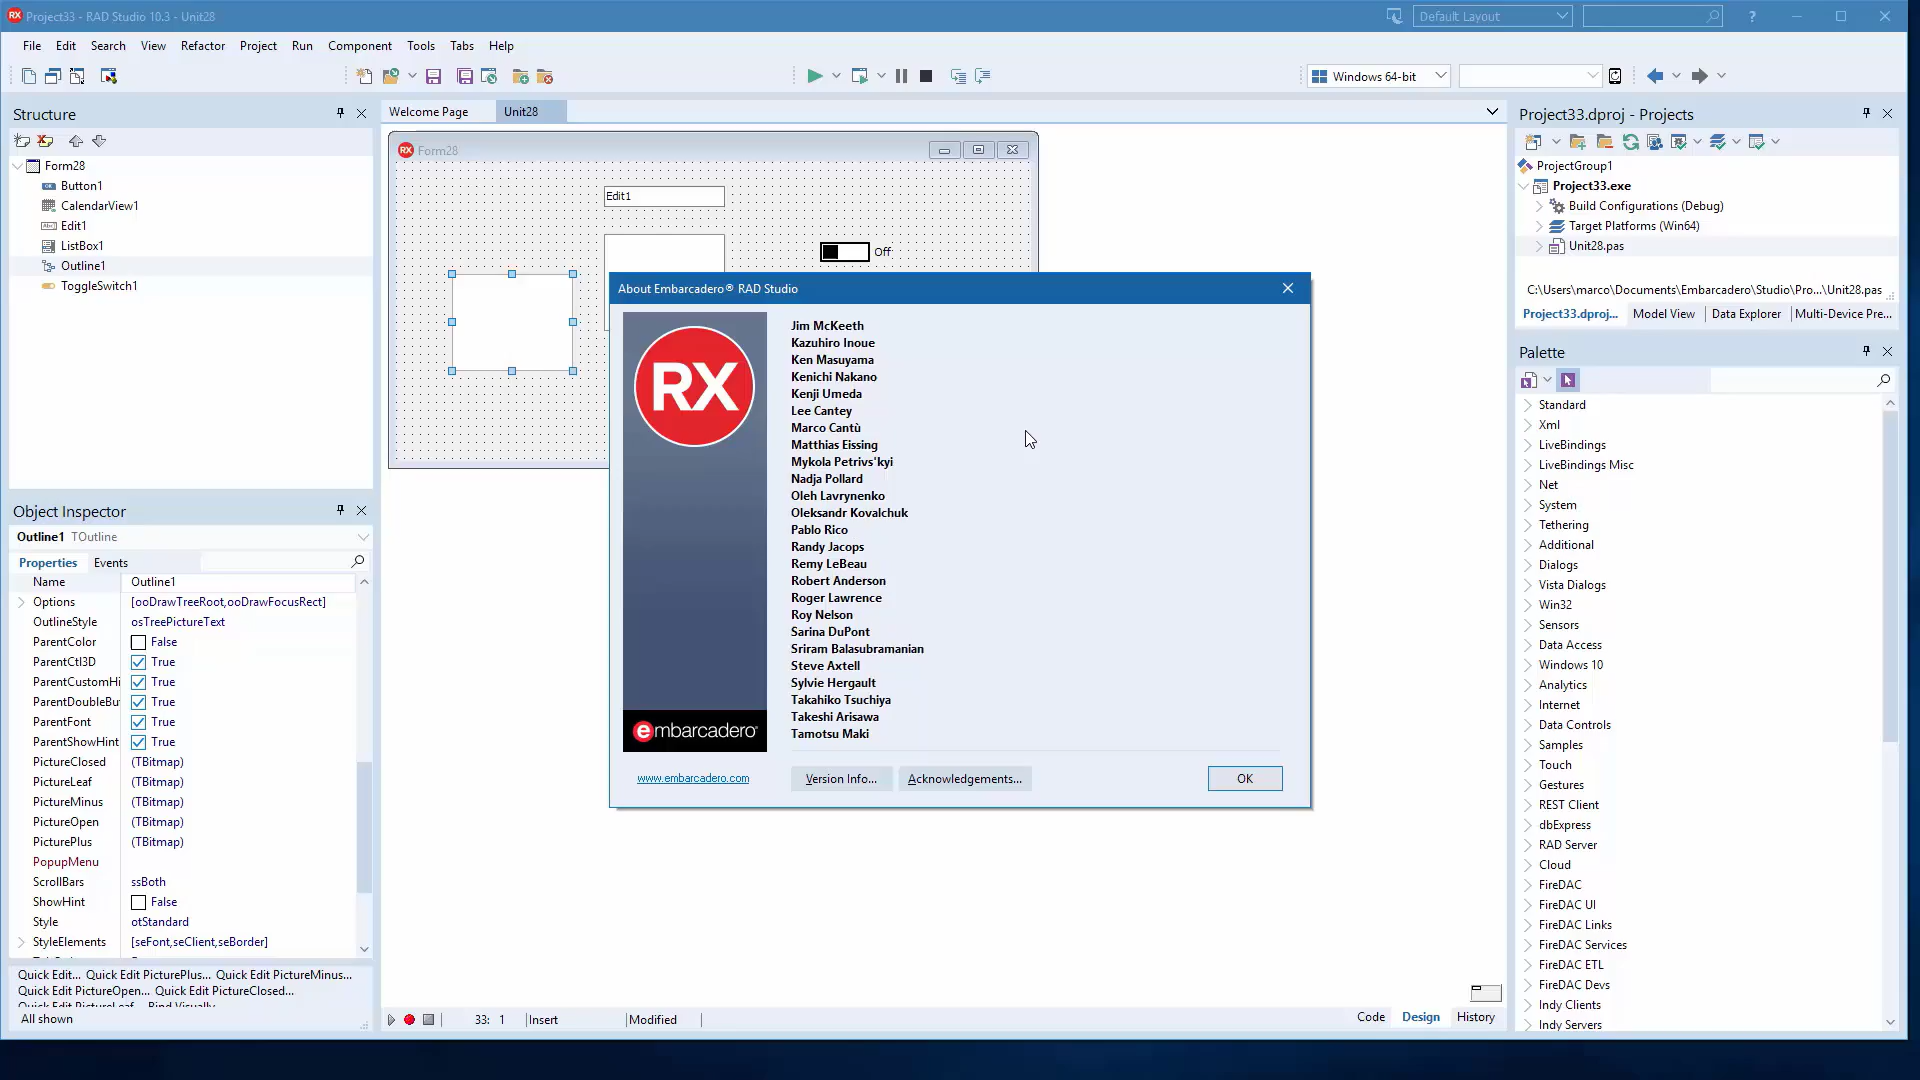 Project33 - RAD Studio 10.3 - Unit28
Default Layout
File Edit Search View Refactor Project Run Component Tools Tabs Help
Windows 64-bit
Structure
Form28
Button1
CalendarView1
Edit1
ListBox1
Outline1
ToggleSwitch1
Object Inspector
Outline1 TOutline
Properties Events
Name Outline1
Options [ooDrawTreeRoot,ooDrawFocusRect]
OutlineStyle osTreePictureText
ParentColor False
ParentCtl3D True
ParentCustomHi True
ParentDoubleBu True
ParentFont True
ParentShowHint True
PictureClosed (TBitmap)
PictureLeaf (TBitmap)
PictureMinus (TBitmap)
PictureOpen (TBitmap)
PicturePlus (TBitmap)
PopupMenu
ScrollBars ssBoth
ShowHint False
Style otStandard
StyleElements [seFont,seClient,seBorder]
Quick Edit... Quick Edit PicturePlus... Quick Edit PictureMinus...
Quick Edit PictureOpen... Quick Edit PictureClosed...
Quick Edit PictureLeaf... Bind Visually...
All shown
Welcome Page Unit28
Form28
Edit1
Off
About Embarcadero® RAD Studio
RX
embarcadero
www.embarcadero.com
Jim McKeeth
Kazuhiro Inoue
Ken Masuyama
Kenichi Nakano
Kenji Umeda
Lee Cantey
Marco Cantù
Matthias Eissing
Mykola Petrivs'kyi
Nadja Pollard
Oleh Lavrynenko
Oleksandr Kovalchuk
Pablo Rico
Randy Jacops
Remy LeBeau
Robert Anderson
Roger Lawrence
Roy Nelson
Sarina DuPont
Sriram Balasubramanian
Steve Axtell
Sylvie Hergault
Takahiko Tsuchiya
Takeshi Arisawa
Tamotsu Maki
Version Info... Acknowledgements... OK
33: 1 Insert Modified
Code Design History
Project33.dproj - Projects
ProjectGroup1
Project33.exe
Build Configurations (Debug)
Target Platforms (Win64)
Unit28.pas
C:\Users\marco\Documents\Embarcadero\Studio\Pro...\Unit28.pas
Project33.dproj... Model View Data Explorer Multi-Device Pre...
Palette
Standard
Xml
LiveBindings
LiveBindings Misc
Net
System
Tethering
Additional
Dialogs
Vista Dialogs
Win32
Sensors
Data Access
Windows 10
Analytics
Internet
Data Controls
Samples
Touch
Gestures
REST Client
dbExpress
RAD Server
Cloud
FireDAC
FireDAC UI
FireDAC Links
FireDAC Services
FireDAC ETL
FireDAC Devs
Indy Clients
Indy Servers